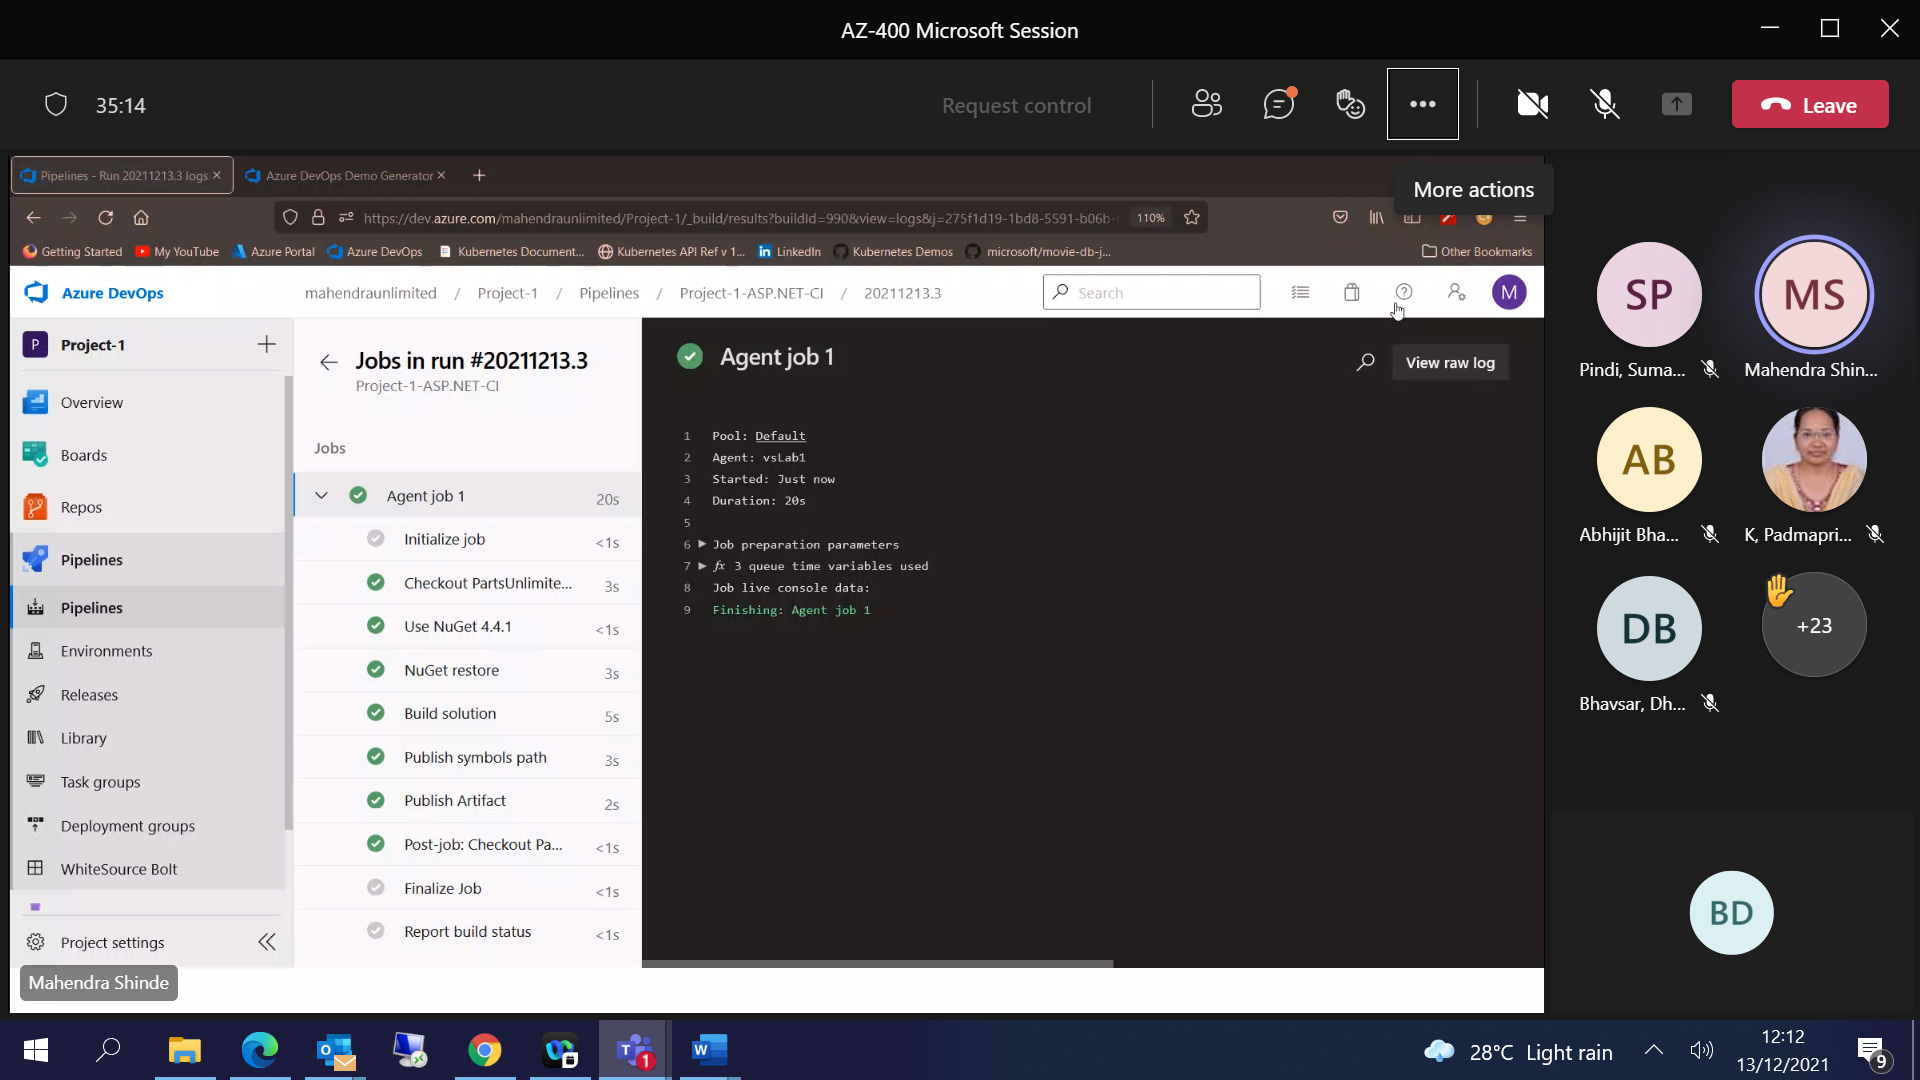 AZ-400 Microsoft Session
35:14
Request control
Leave
More actions
Pipelines - Run 20211213.3 logs
Azure DevOps Demo Generator
https://dev.azure.com/mahendraunlimited/Project-1/_build/results?buildId=990&view=logs&j=275f1d19-1bd8-5591-b06b-
110%
Getting Started
My YouTube
Azure Portal
Azure DevOps
Kubernetes Document...
Kubernetes API Ref v 1...
LinkedIn
Kubernetes Demos
microsoft/movie-db-j...
Other Bookmarks
Azure DevOps
mahendraunlimited / Project-1 / Pipelines / Project-1-ASP.NET-CI / 20211213.3
Search
M
P
Project-1
Overview
Boards
Repos
Pipelines
Pipelines
Environments
Releases
Library
Task groups
Deployment groups
WhiteSource Bolt
Project settings
Mahendra Shinde
Jobs in run #20211213.3
Project-1-ASP.NET-CI
Jobs
Agent job 1 20s
Initialize job <1s
Checkout PartsUnlimite... 3s
Use NuGet 4.4.1 <1s
NuGet restore 3s
Build solution 5s
Publish symbols path 3s
Publish Artifact 2s
Post-job: Checkout Pa... <1s
Finalize Job <1s
Report build status <1s
Agent job 1
View raw log
1 Pool: Default
2 Agent: vsLab1
3 Started: Just now
4 Duration: 20s
5
6 Job preparation parameters
7 fx 3 queue time variables used
8 Job live console data:
9 Finishing: Agent job 1
SP
Pindi, Suma...
MS
Mahendra Shin...
AB
Abhijit Bha...
K, Padmapri...
DB
Bhavsar, Dh...
+23
BD
1
28°C Light rain
12:12
13/12/2021
9